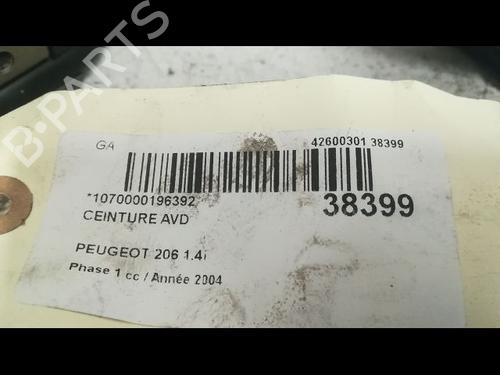 B-PARTS
GA
42600301 38399
*1070000196392
38399
CEINTURE AVD
PEUGEOT 206 1.4i
Phase 1 cc / Année 2004